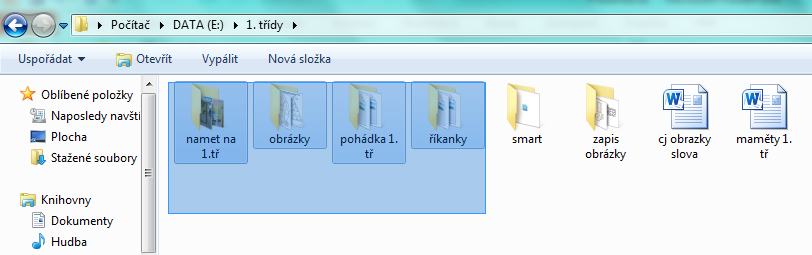 Počítač ▸ DATA (E:) ▸ 1. třídy ▸
Uspořádat Otevřít Vypálit Nová složka
Oblíbené položky
Naposledy navští
Plocha
Stažené soubory
Knihovny
Dokumenty
Hudba
namet na
1.tř
obrázky
pohádka 1.
tř
říkanky
smart
zapis
obrázky
cj obrazky
slova
maměty 1.
tř